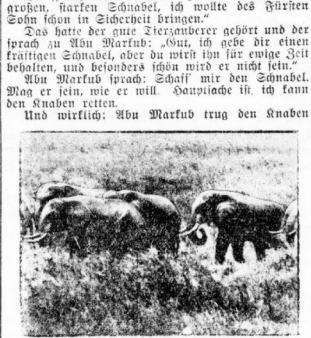 großen, starken Schnabel, ich wollte des Fürsten
Sohn schon in Sicherheit bringen.“
Das hatte der gute Tierzauberer gehört und der
sprach zu Abu Markub: „Gut, ich gebe dir einen
kräftigen Schnabel, aber du wirst ihn für ewige Zeit
behalten, und besonders schön wird er nicht sein.“
Abu Markub sprach: Schaff' mir den Schnabel.
Mag er sein, wie er will. Hauptsache ist, ich kann
den Knaben retten.
Und wirklich: Abu Markub trug den Knaben